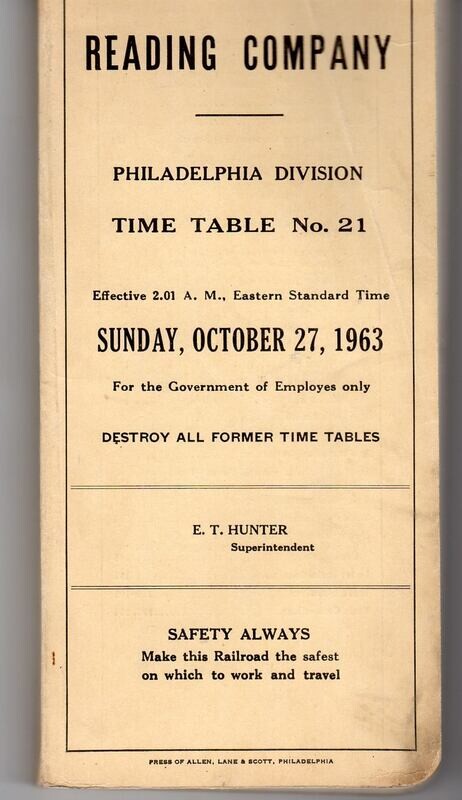 READING COMPANY
PHILADELPHIA DIVISION
TIME TABLE No. 21
Effective 2.01 A. M., Eastern Standard Time
SUNDAY, OCTOBER 27, 1963
For the Government of Employes only
DESTROY ALL FORMER TIME TABLES
E. T. HUNTER
Superintendent
SAFETY ALWAYS
Make this Railroad the safest
on which to work and travel
PRESS OF ALLEN, LANE & SCOTT, PHILADELPHIA